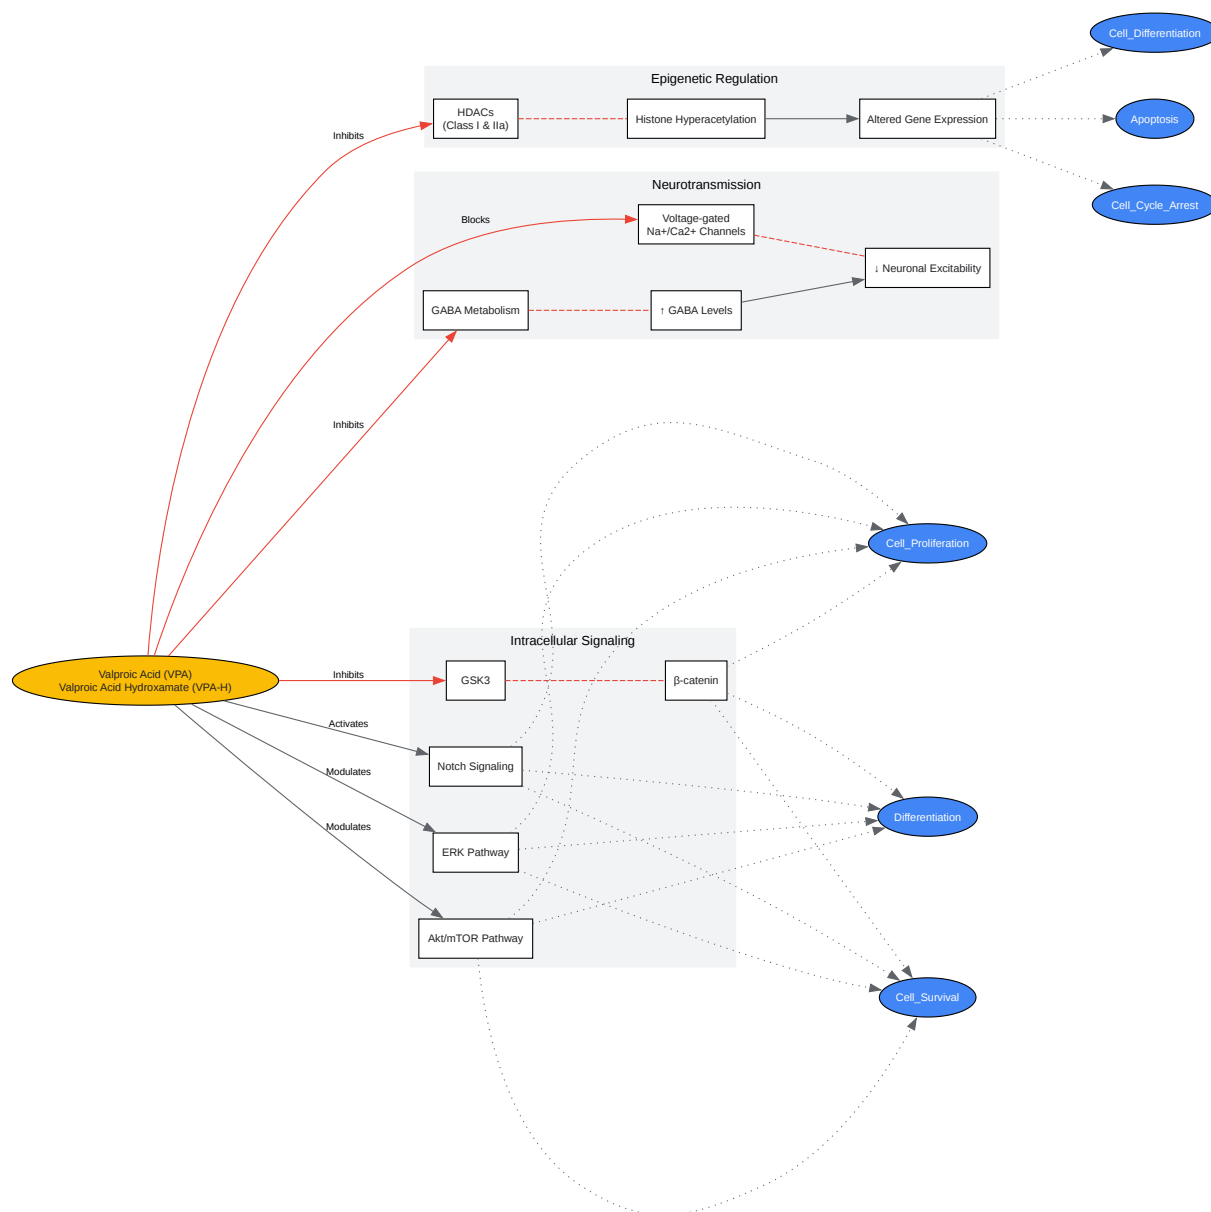 Cell_Differentiation
Epigenetic Regulation
HDACs
(Class I & IIa)
Histone Hyperacetylation
Altered Gene Expression
Apoptosis
Inhibits
Neurotransmission
Cell_Cycle_Arrest
Blocks
Voltage-gated
Na+/Ca2+ Channels
↓ Neuronal Excitability
GABA Metabolism
↑ GABA Levels
Inhibits
Cell_Proliferation
Intracellular Signaling
Valproic Acid (VPA)
Valproic Acid Hydroxamate (VPA-H)
Inhibits
GSK3
β-catenin
Activates
Notch Signaling
Modulates
Differentiation
Modulates
ERK Pathway
Akt/mTOR Pathway
Cell_Survival